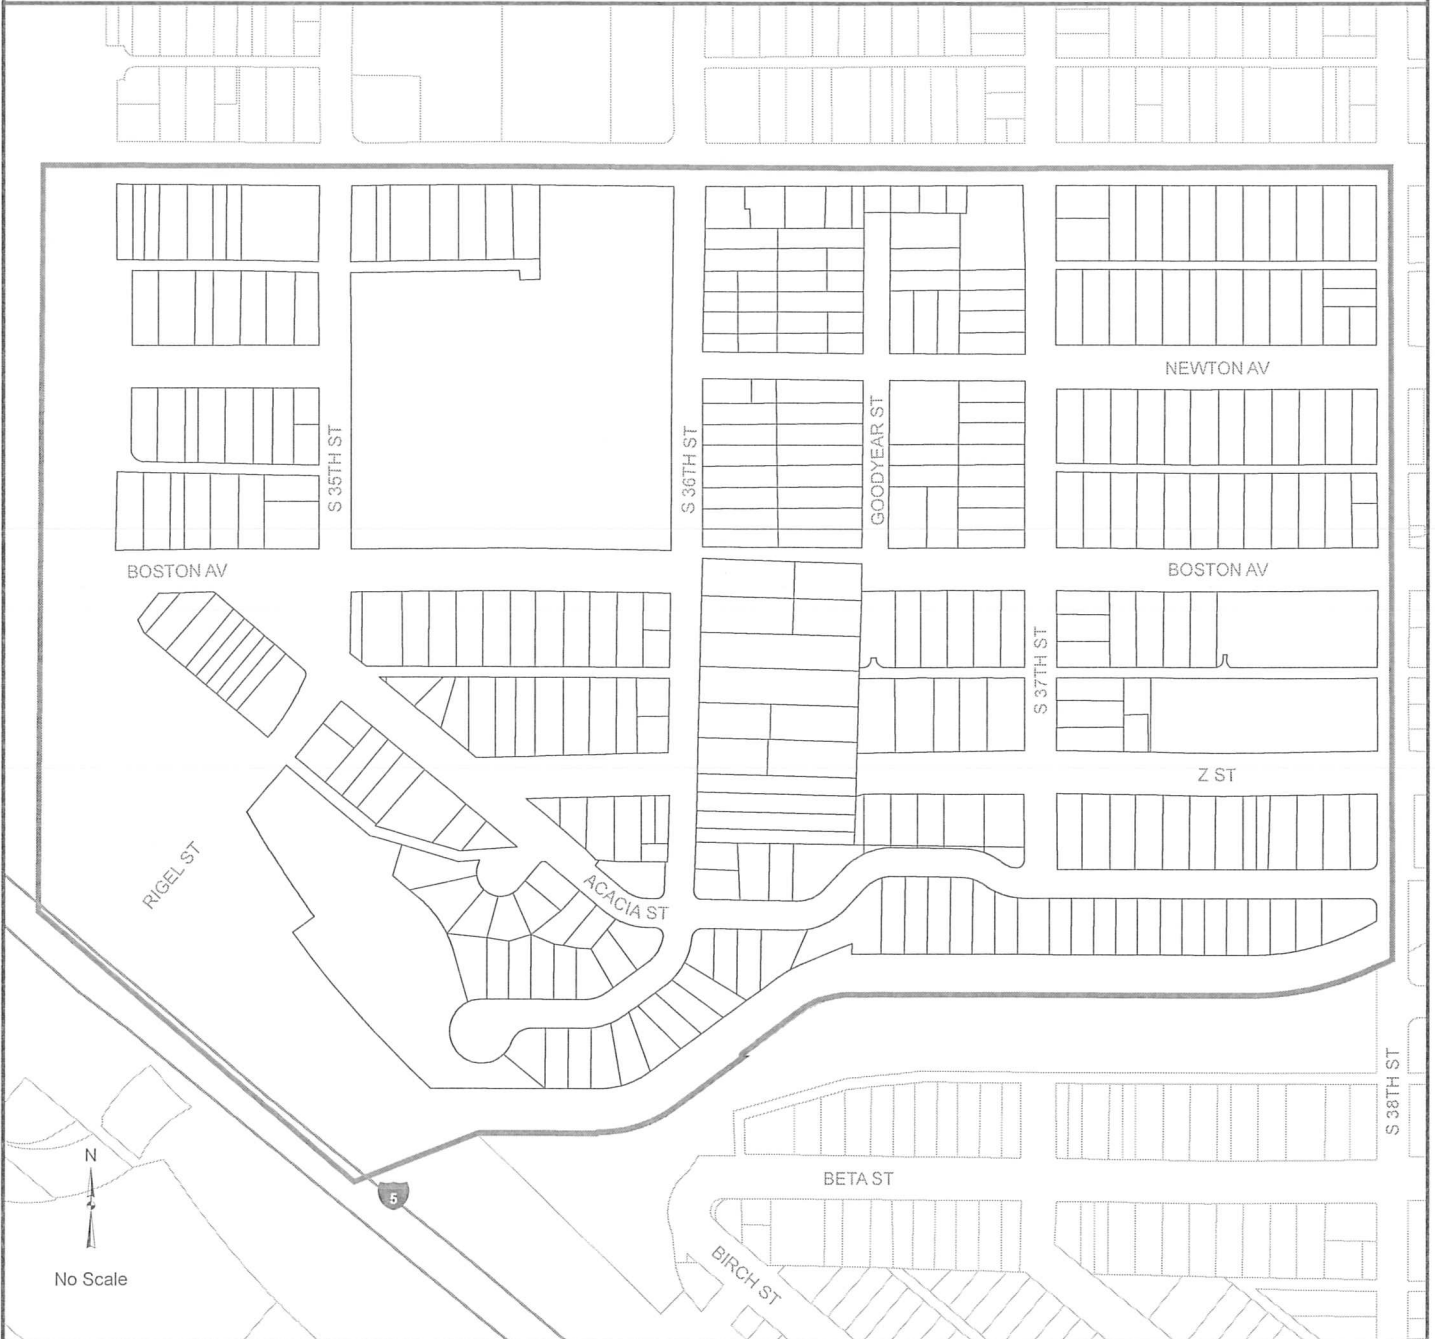 NEWTON AV
S 35TH ST
S 36TH ST
GOODYEAR ST
BOSTON AV
BOSTON AV
S 37TH ST
Z ST
RIGEL ST
ACACIA ST
S 38TH ST
N
5
BETA ST
BIRCH ST
No Scale